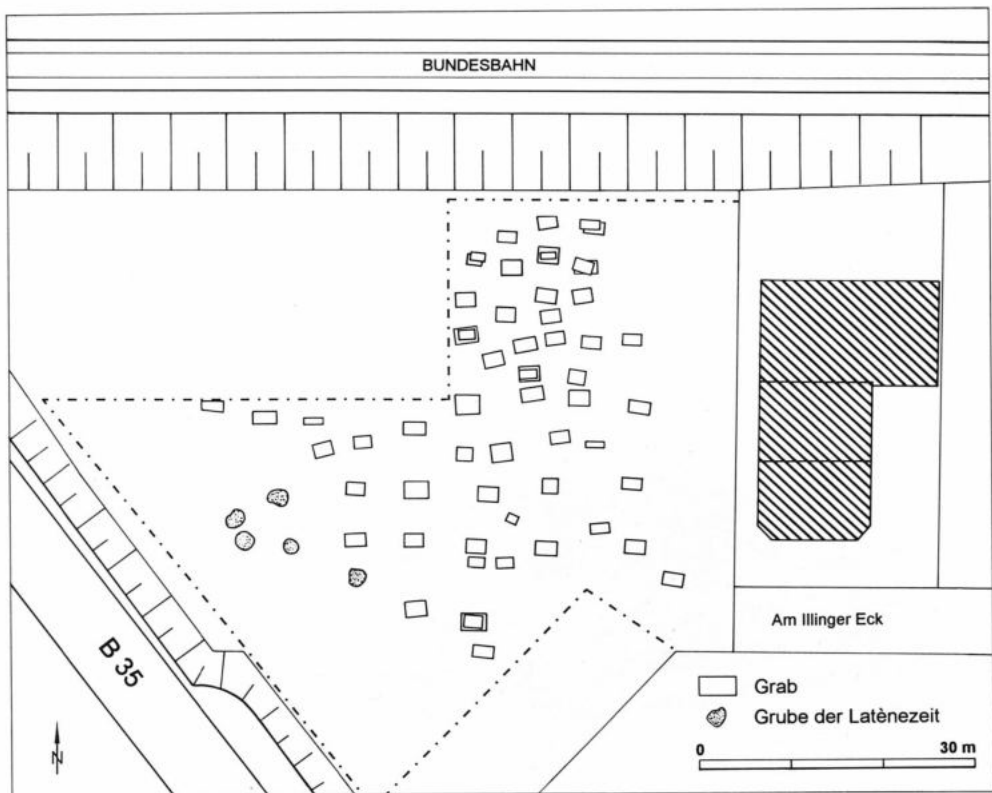 BUNDESBAHN
Am Illinger Eck
B 35
Grab
Grube der Latènezeit
0 30 m
N